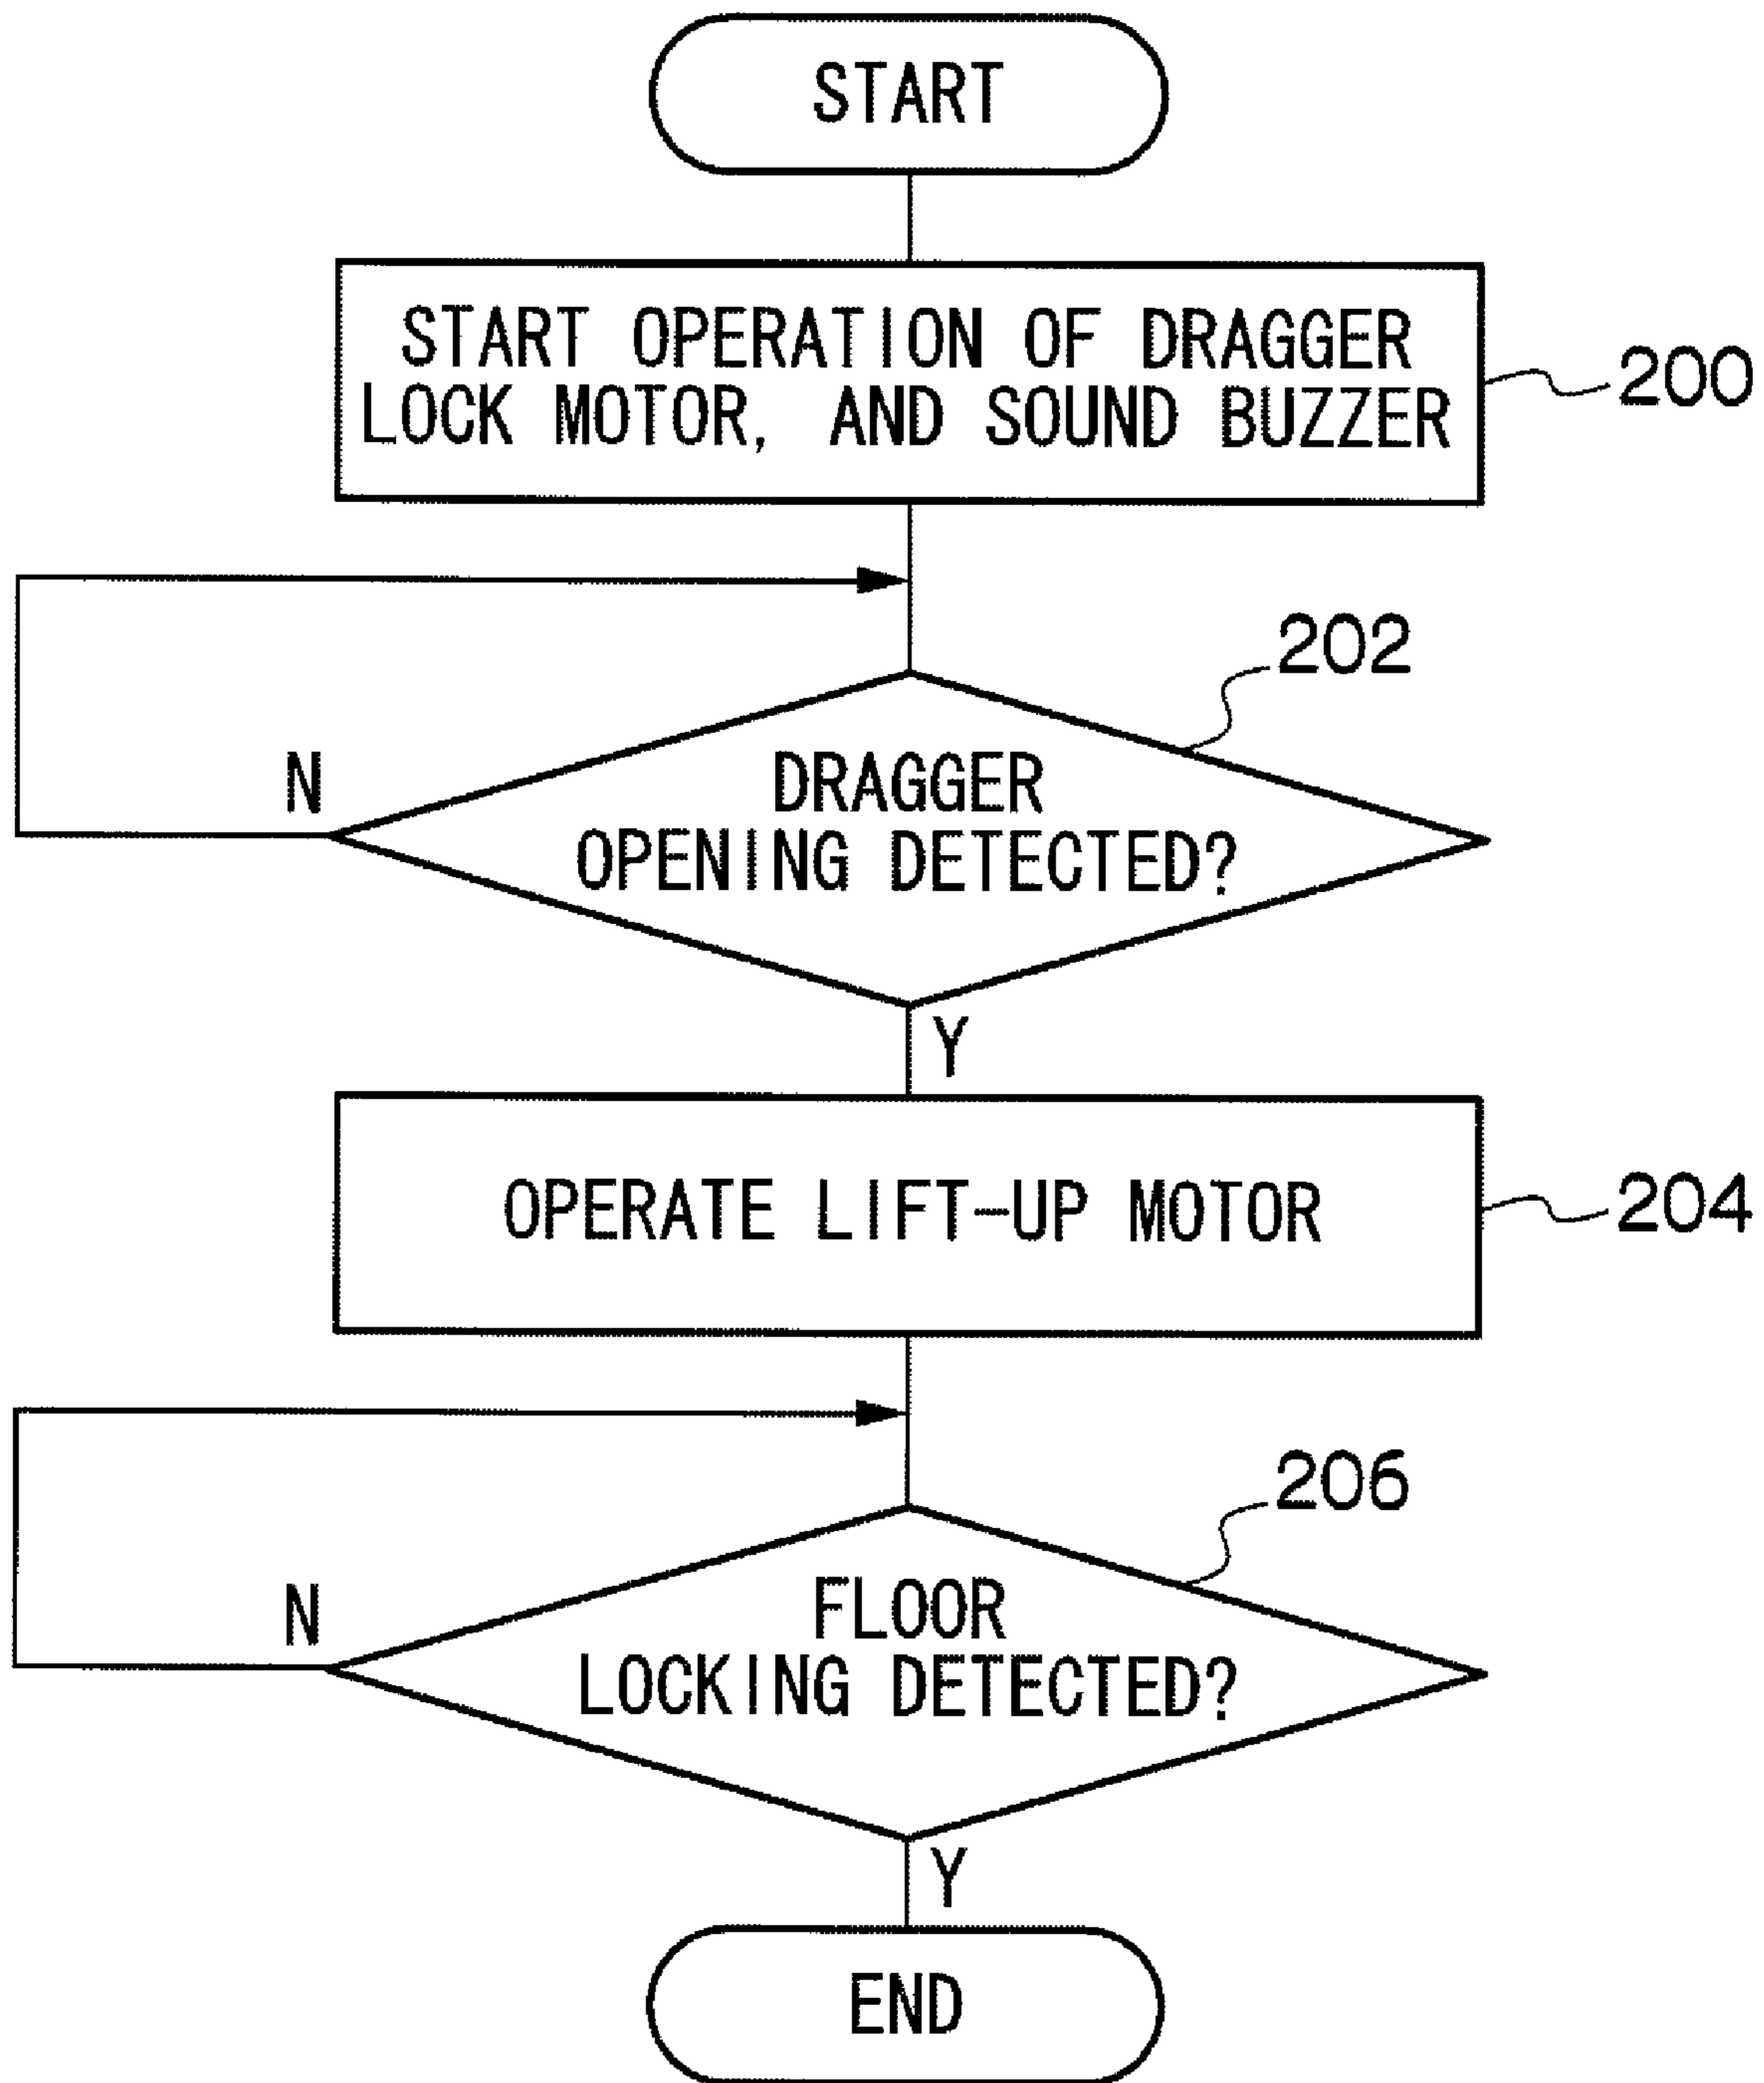 START
START OPERATION OF DRAGGER
LOCK MOTOR, AND SOUND BUZZER
200
202
N
DRAGGER
OPENING DETECTED?
Y
OPERATE LIFT-UP MOTOR
204
206
N
FLOOR
LOCKING DETECTED?
Y
END